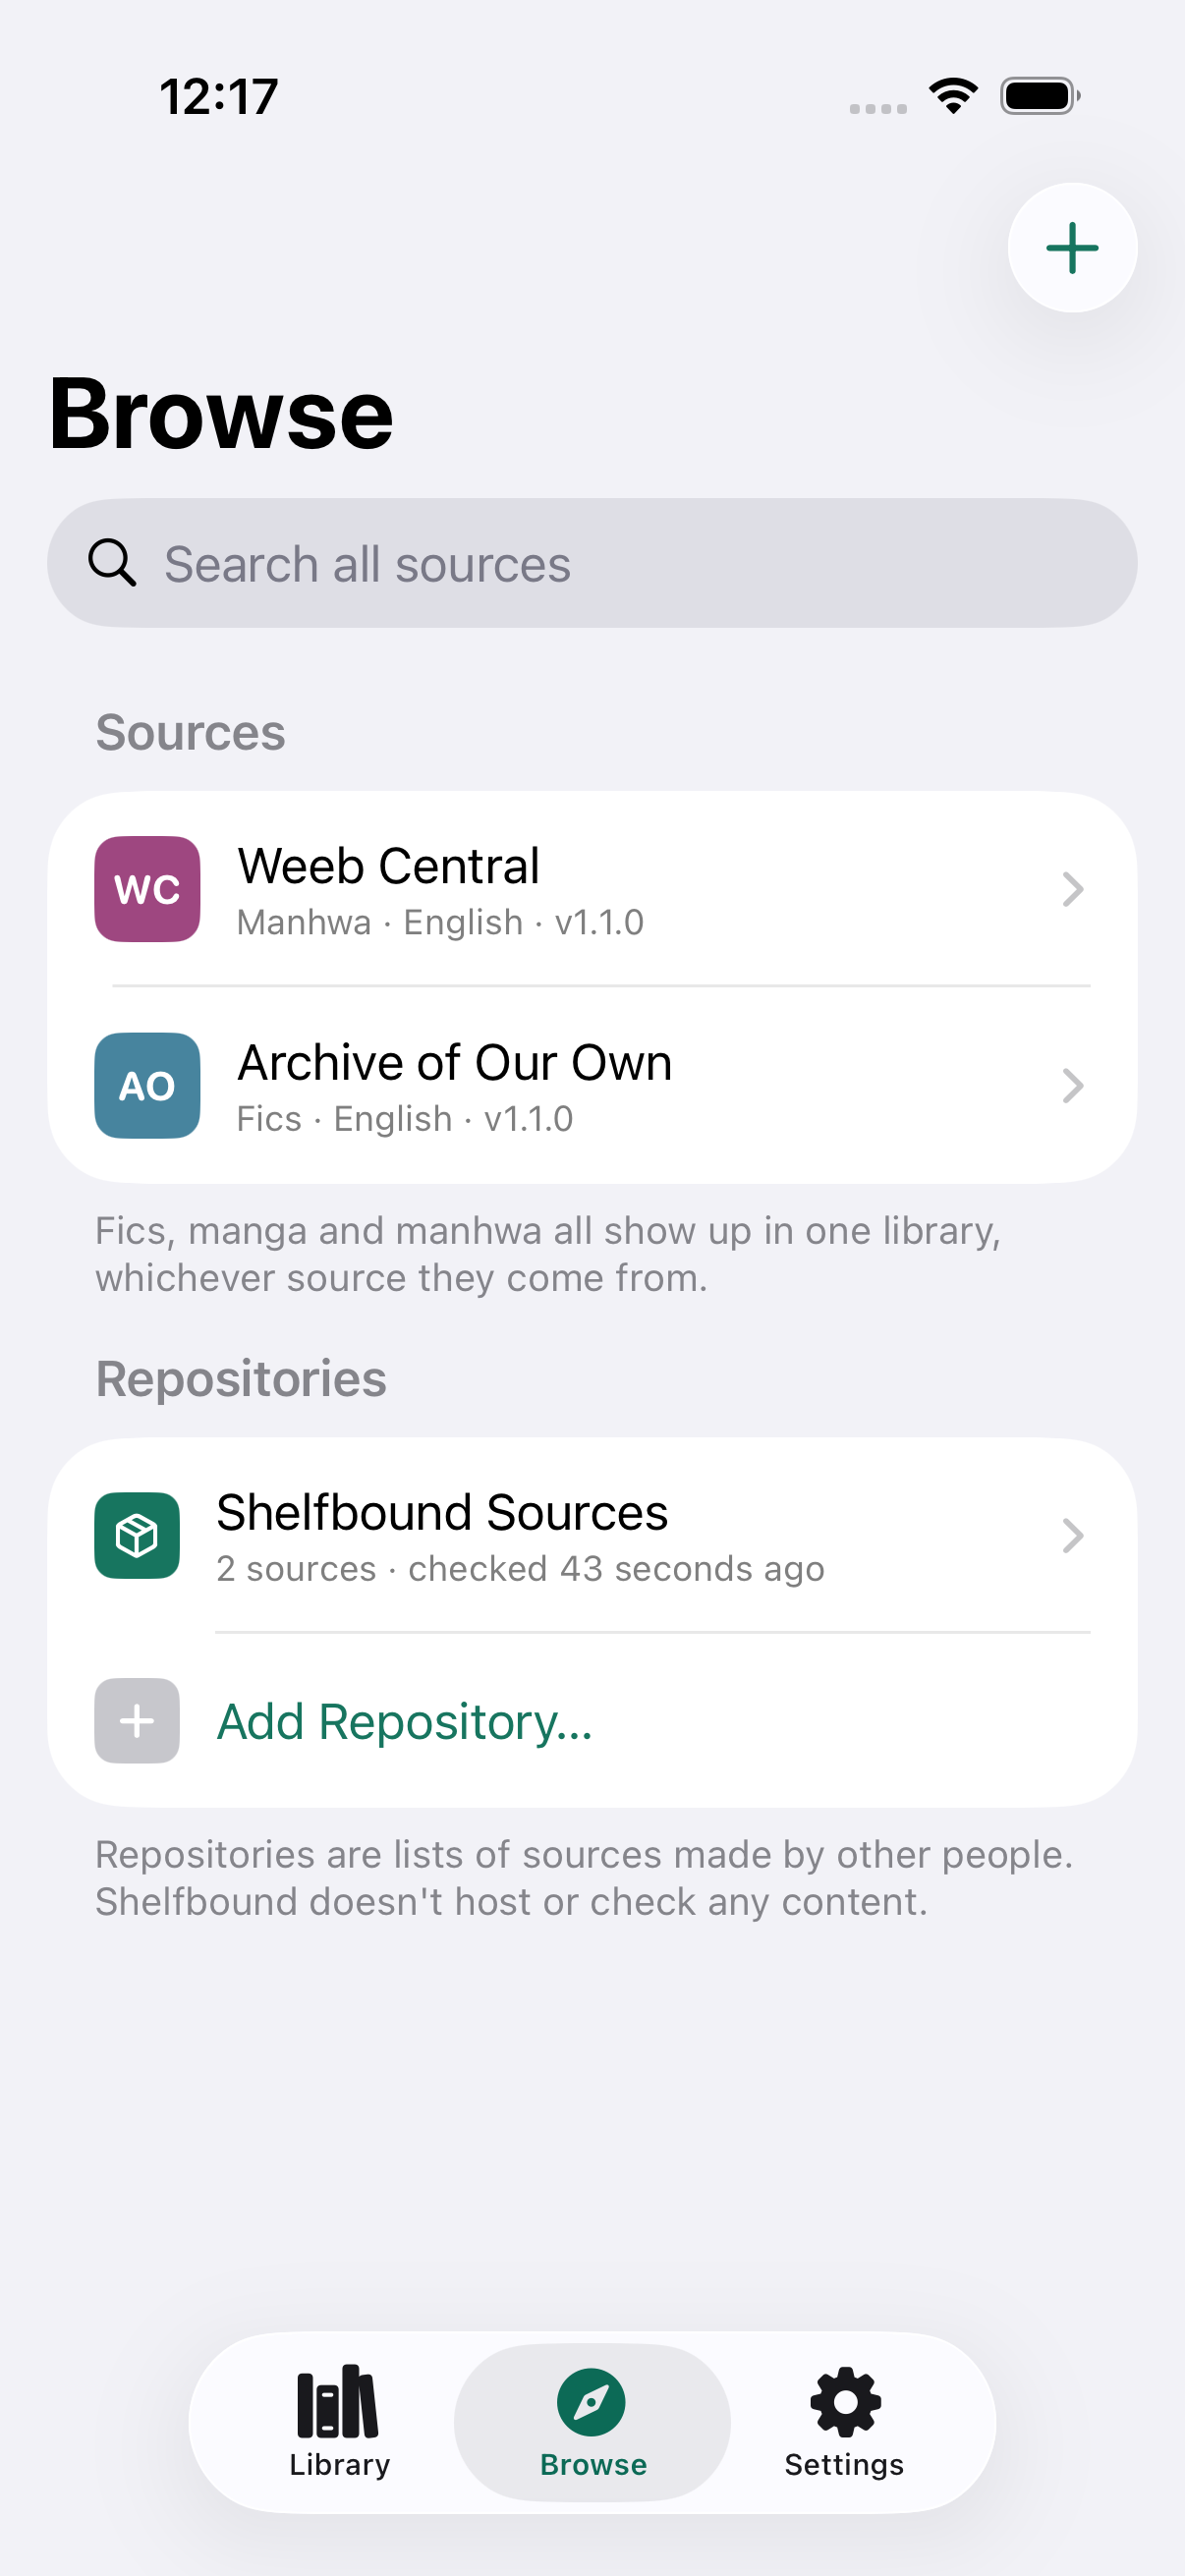 12:17
Browse
Search all sources
Sources
WC
Weeb Central
Manhwa · English · v1.1.0
AO
Archive of Our Own
Fics · English · v1.1.0
Fics, manga and manhwa all show up in one library,
whichever source they come from.
Repositories
Shelfbound Sources
2 sources · checked 43 seconds ago
Add Repository...
Repositories are lists of sources made by other people.
Shelfbound doesn't host or check any content.
Library
Browse
Settings